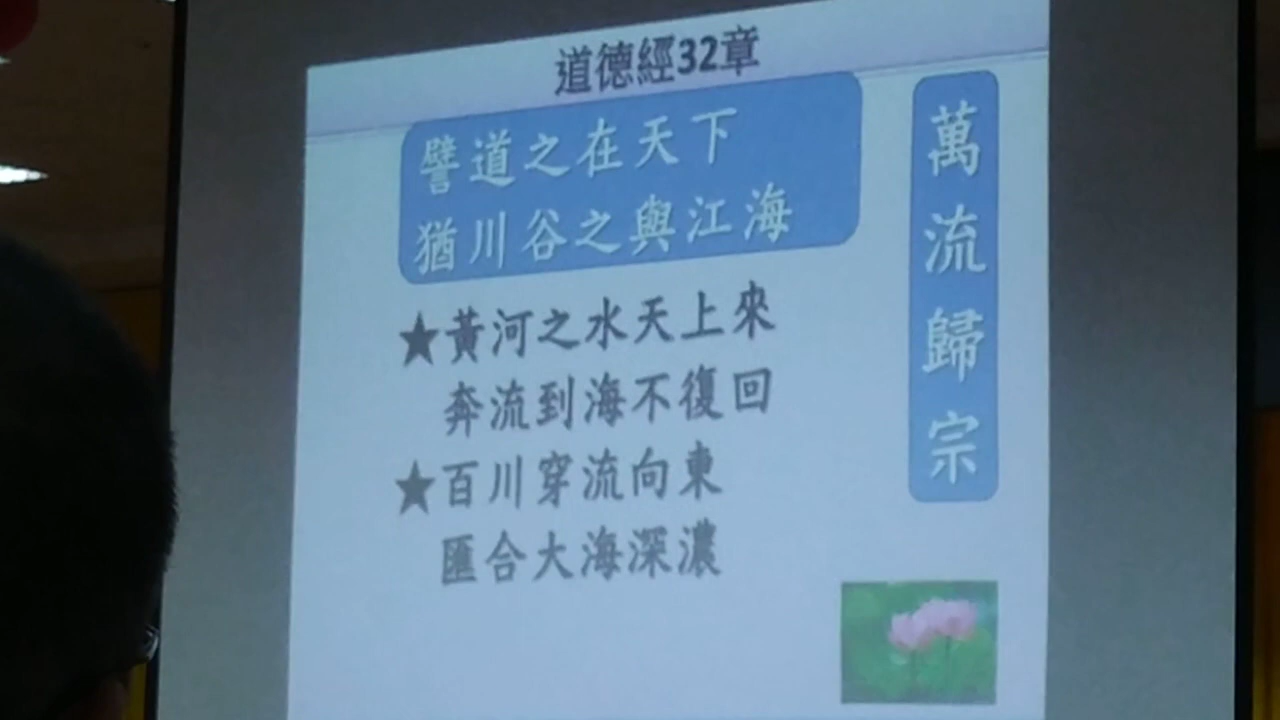 道德經32章
譬道之在天下
猶川谷之與江海
★黃河之水天上來
奔流到海不復回
★百川穿流向東
匯合大海深濃
萬流歸宗